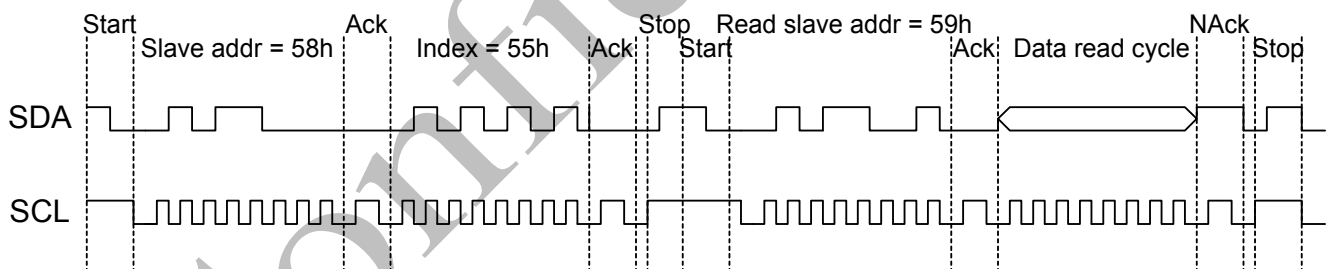 Start Ack Stop Read slave addr = 59h NAck
Slave addr = 58h Index = 55h Ack Start Ack Data read cycle Stop
SDA
SCL